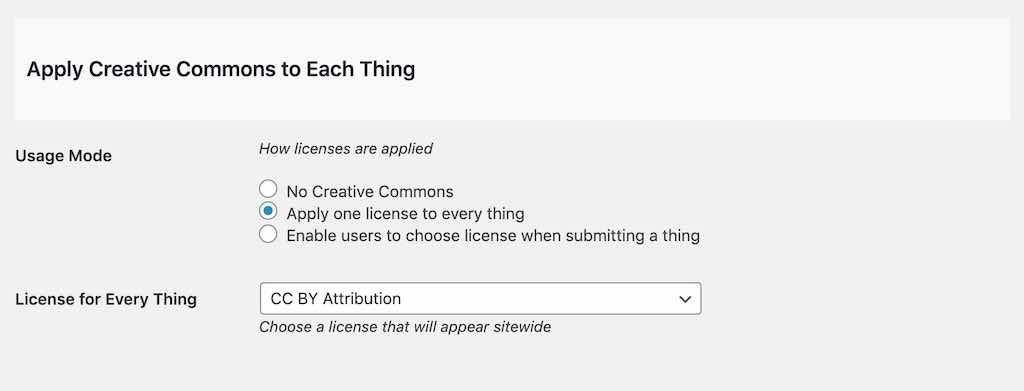 Apply Creative Commons to Each Thing
Usage Mode
How licenses are applied
No Creative Commons
Apply one license to every thing
Enable users to choose license when submitting a thing
License for Every Thing
CC BY Attribution
Choose a license that will appear sitewide